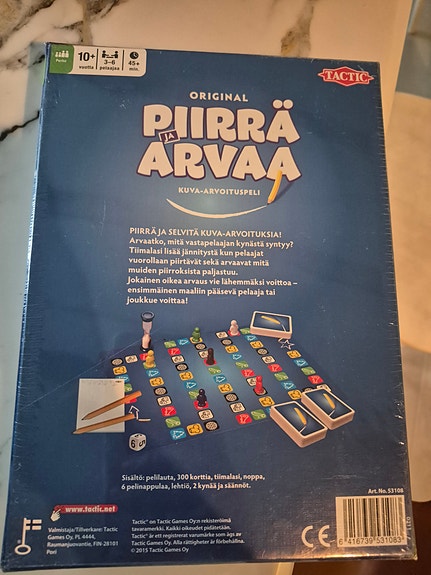 Perhe
10+
vuotta
3–6
pelaajaa
45+
min.
TACTIC
ORIGINAL
PIIRRÄ
JA
ARVAA
KUVA-ARVOITUSPELI
PIIRRÄ JA SELVITÄ KUVA-ARVOITUKSIA!
Arvaatko, mitä vastapelaajan kynästä syntyy?
Tiimalasi lisää jännitystä kun pelaajat
vuorollaan piirtävät sekä arvaavat mitä
muiden piirroksista paljastuu.
Jokainen oikea arvaus vie lähemmäksi voittoa –
ensimmäinen maaliin päässevä pelaaja tai
joukkue voittaa!
Sisältö: pelilauta, 300 korttia, tiimalasi, noppa,
6 pelinappulaa, lehtiö, 2 kynää ja säännöt.
Art. No. 53108
www.tactic.net
Valmistaja/Tillverkare: Tactic
Games Oy, PL 4444,
Raumanjuovantie, FIN-28101
Pori
Tactic® on Tactic Games Oy:n rekisteröimä
tavaramerkki. Kaikki oikeudet pidätetään.
Tactic® är ett registrerat varumärke som ägs av
Tactic Games Oy. Alla rättigheter är förbehållna.
© 2015 Tactic Games Oy
CE
6 416739 531083